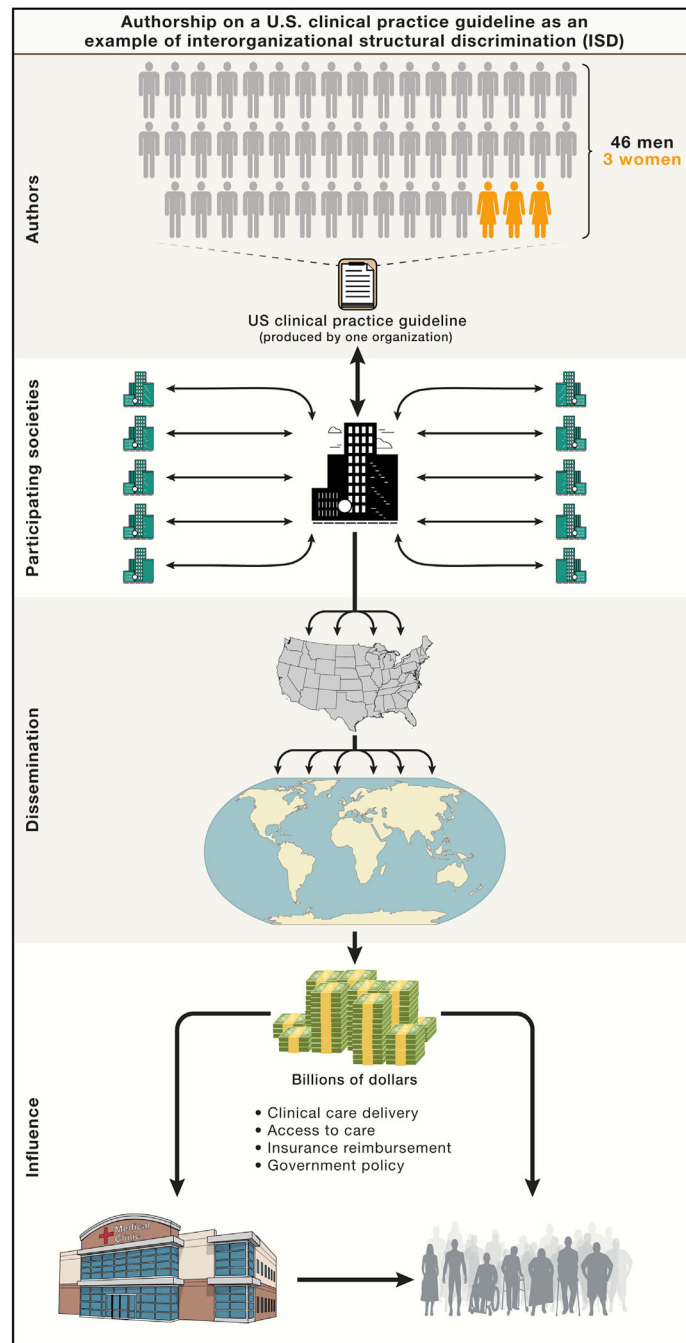 Authorship on a U.S. clinical practice guideline as an
example of interorganizational structural discrimination (ISD)
Authors
46 men
3 women
US clinical practice guideline
(produced by one organization)
Participating societies
Dissemination
Influence
Billions of dollars
• Clinical care delivery
• Access to care
• Insurance reimbursement
• Government policy
Medical
Clinic